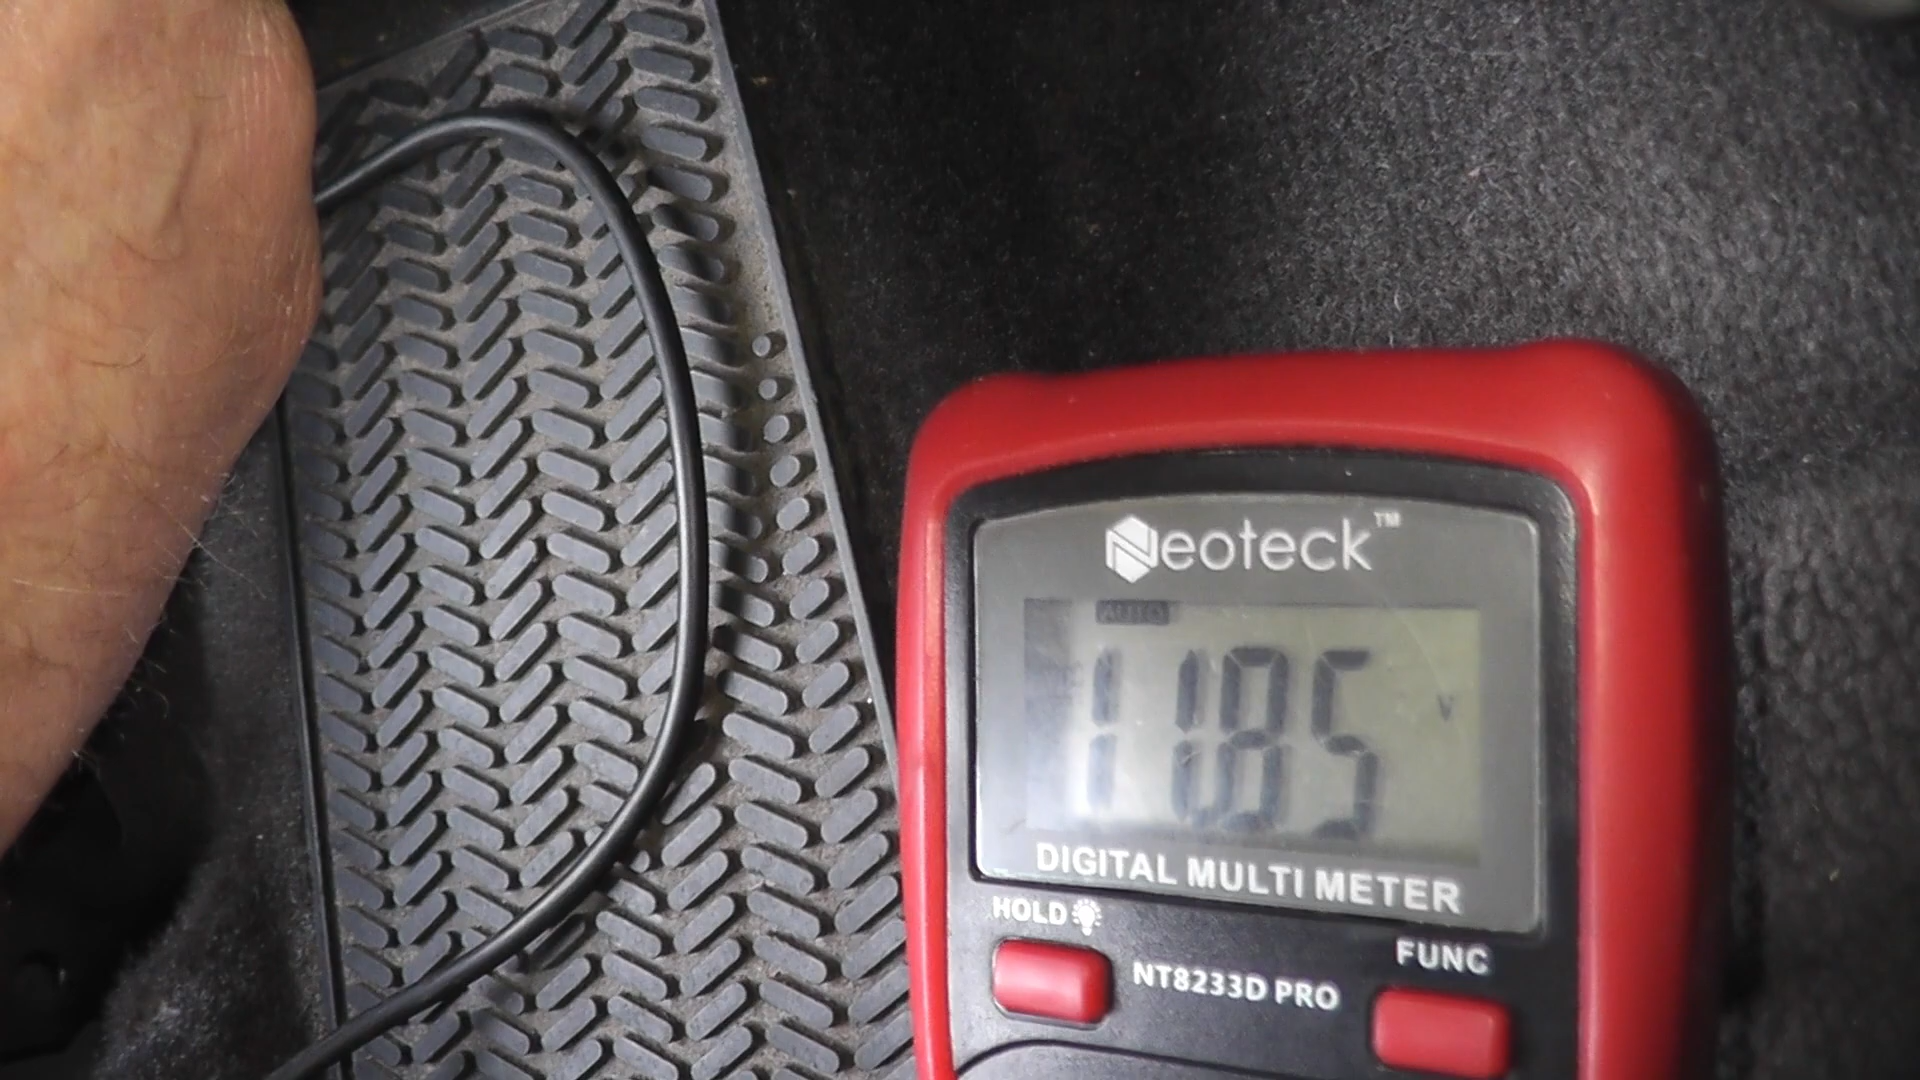 Neoteck™
AUTO
11.85 V
DIGITAL MULTI METER
HOLD
FUNC
NT8233D PRO